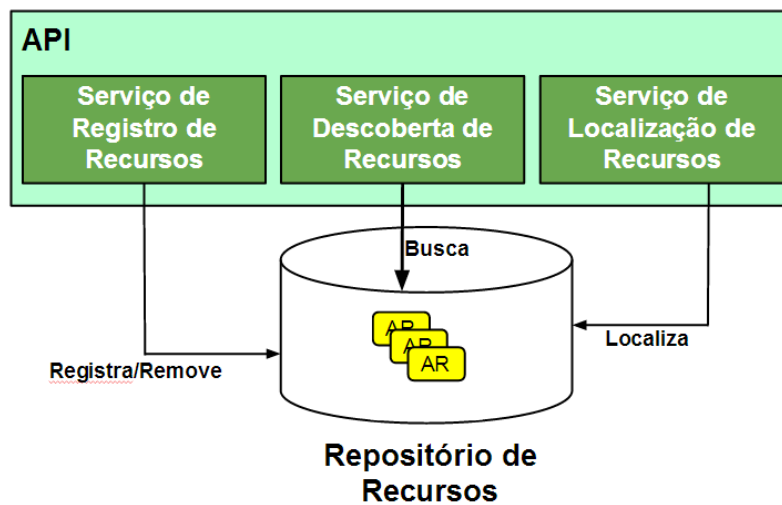 API
Serviço de
Registro de
Recursos
Serviço de
Descoberta de
Recursos
Serviço de
Localização de
Recursos
Busca
Registra/Remove
Localiza
AR
AR
AR
Repositório de
Recursos